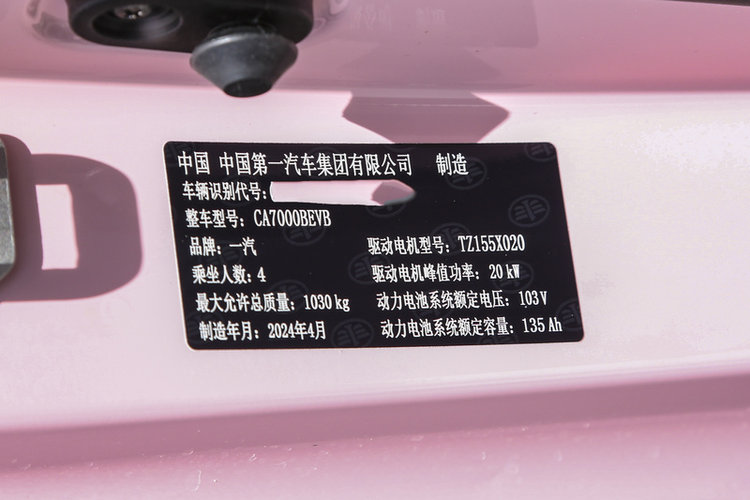 中国 中国第一汽车集团有限公司 制造
车辆识别代号:
整车型号: CA7000BEVB
品牌: 一汽 驱动电机型号: TZ155X020
乘坐人数: 4 驱动电机峰值功率: 20 kW
最大允许总质量: 1030 kg 动力电池系统额定电压: 103 V
制造年月: 2024年4月 动力电池系统额定容量: 135 Ah